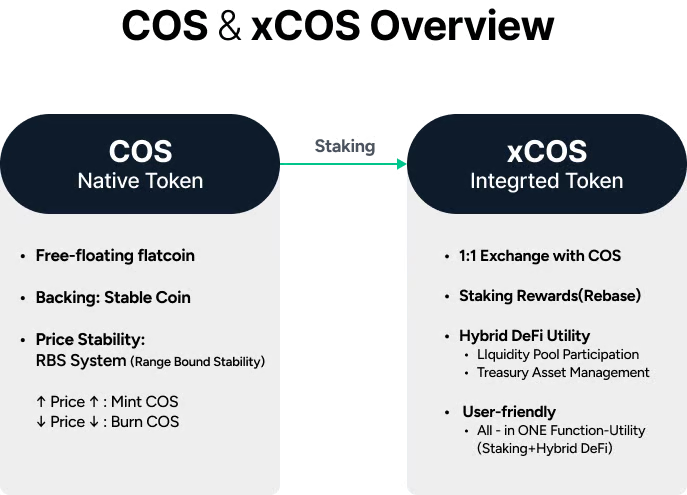 COS & xCOS Overview
COS
Native Token
Staking
xCOS
Integrted Token
• Free-floating flatcoin
• Backing: Stable Coin
• Price Stability:
RBS System (Range Bound Stability)
↑ Price ↑ : Mint COS
↓ Price ↓ : Burn COS
• 1:1 Exchange with COS
• Staking Rewards(Rebase)
• Hybrid DeFi Utility
• LIquidity Pool Participation
• Treasury Asset Management
• User-friendly
• All - in ONE Function-Utility
(Staking+Hybrid DeFi)